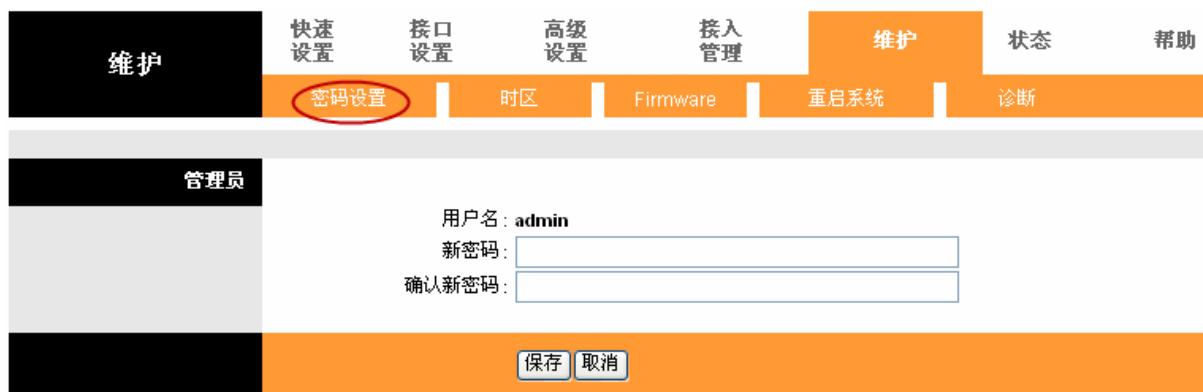 维护
快速设置 接口设置 高级设置 接入管理 维护 状态 帮助
密码设置 时区 Firmware 重启系统 诊断
管理员
用户名: admin
新密码:
确认新密码:
保存 取消